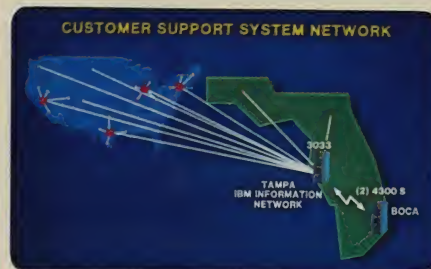 CUSTOMER SUPPORT SYSTEM NETWORK
3033
TAMPA
IBM INFORMATION
NETWORK
(2) 4300 S
BOCA